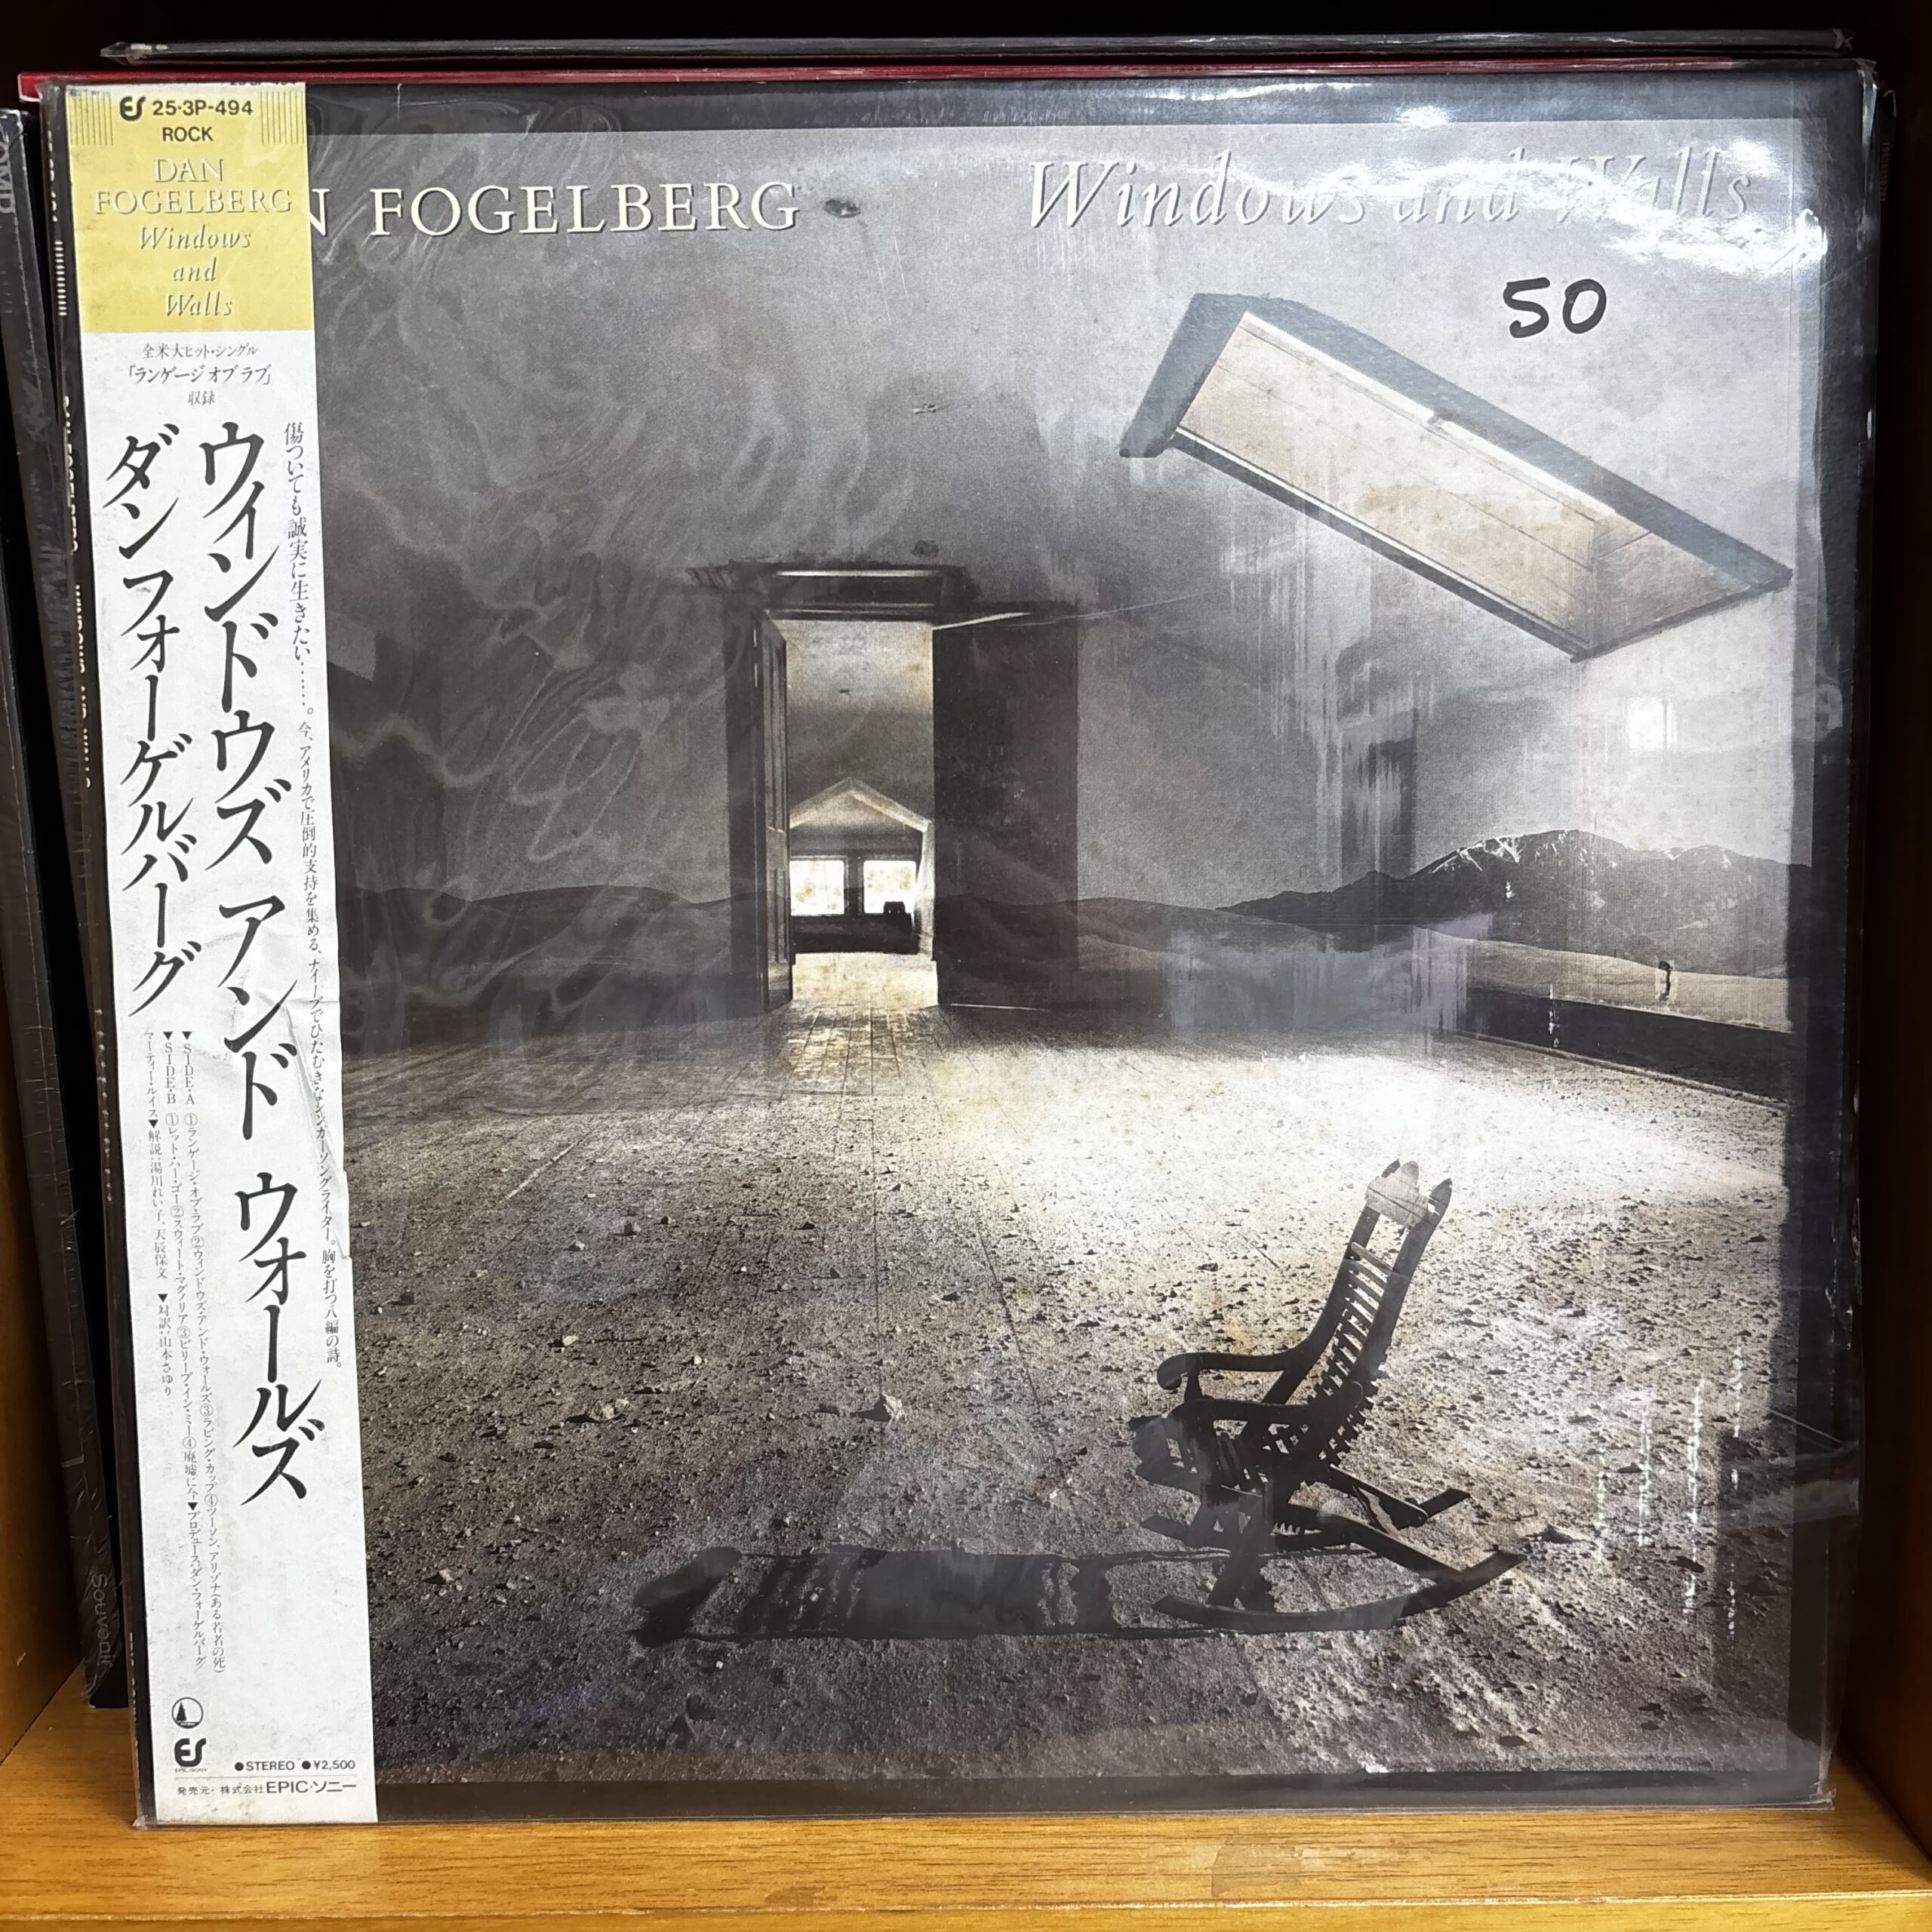 25・3P-494
ROCK
DAN
FOGELBERG
Windows
and
Walls
全米大ヒット・シングル
「ランゲージ オブ ラブ」
収録
傷ついても誠実に生きたい……。今、アメリカで圧倒的支持を集める、ナイーブでひたむきなシンガーソングライター。胸を打つ八編の詩。
ウインドウズ アンド ウォールズ
ダン フォーゲルバーグ
▼SIDE・A ①ランゲージ・オブ・ラブ②ウィンドウズ・アンド・ウォールズ③ラビング・カップ④ツーソン、アリゾナ(ある若者の死)
▼SIDE・B ①レット・ハー・ゴー②スウィート・マグノリア③ビリーブ・イン・ミー④廃墟に今▼プロデュース:ダン・フォーゲルバーグ/
マーティー・ルイス▼解説:湯川れい子、天辰保文 ▼対訳:山本さゆり
●STEREO ●¥2,500
発売元・株式会社EPIC・ソニー
N FOGELBERG
Windows and Walls
50
Souvenir